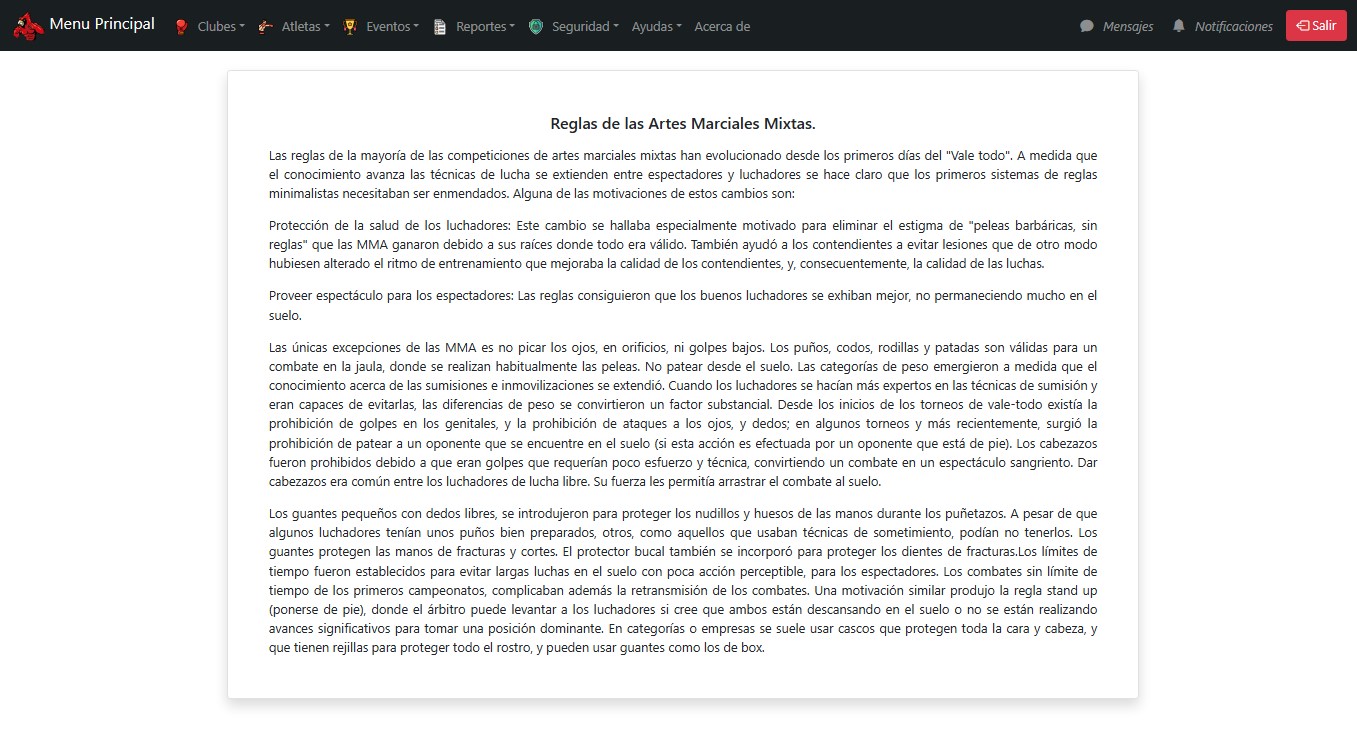 Menu Principal Clubes Atletas Eventos Reportes Seguridad Ayudas Acerca de Mensajes Notificaciones Salir
Reglas de las Artes Marciales Mixtas.
Las reglas de la mayoría de las competiciones de artes marciales mixtas han evolucionado desde los primeros días del "Vale todo". A medida que
el conocimiento avanza las técnicas de lucha se extienden entre espectadores y luchadores se hace claro que los primeros sistemas de reglas
minimalistas necesitaban ser enmendados. Alguna de las motivaciones de estos cambios son:
Protección de la salud de los luchadores: Este cambio se hallaba especialmente motivado para eliminar el estigma de "peleas barbáricas, sin
reglas" que las MMA ganaron debido a sus raíces donde todo era válido. También ayudó a los contendientes a evitar lesiones que de otro modo
hubiesen alterado el ritmo de entrenamiento que mejoraba la calidad de los contendientes, y, consecuentemente, la calidad de las luchas.
Proveer espectáculo para los espectadores: Las reglas consiguieron que los buenos luchadores se exhiban mejor, no permaneciendo mucho en el
suelo.
Las únicas excepciones de las MMA es no picar los ojos, en orificios, ni golpes bajos. Los puños, codos, rodillas y patadas son válidas para un
combate en la jaula, donde se realizan habitualmente las peleas. No patear desde el suelo. Las categorías de peso emergieron a medida que el
conocimiento acerca de las sumisiones e inmovilizaciones se extendió. Cuando los luchadores se hacían más expertos en las técnicas de sumisión y
eran capaces de evitarlas, las diferencias de peso se convirtieron un factor substancial. Desde los inicios de los torneos de vale-todo existía la
prohibición de golpes en los genitales, y la prohibición de ataques a los ojos, y dedos; en algunos torneos y más recientemente, surgió la
prohibición de patear a un oponente que se encuentre en el suelo (si esta acción es efectuada por un oponente que está de pie). Los cabezazos
fueron prohibidos debido a que eran golpes que requerían poco esfuerzo y técnica, convirtiendo un combate en un espectáculo sangriento. Dar
cabezazos era común entre los luchadores de lucha libre. Su fuerza les permitía arrastrar el combate al suelo.
Los guantes pequeños con dedos libres, se introdujeron para proteger los nudillos y huesos de las manos durante los puñetazos. A pesar de que
algunos luchadores tenían unos puños bien preparados, otros, como aquellos que usaban técnicas de sometimiento, podían no tenerlos. Los
guantes protegen las manos de fracturas y cortes. El protector bucal también se incorporó para proteger los dientes de fracturas.Los límites de
tiempo fueron establecidos para evitar largas luchas en el suelo con poca acción perceptible, para los espectadores. Los combates sin límite de
tiempo de los primeros campeonatos, complicaban además la retransmisión de los combates. Una motivación similar produjo la regla stand up
(ponerse de pie), donde el árbitro puede levantar a los luchadores si cree que ambos están descansando en el suelo o no se están realizando
avances significativos para tomar una posición dominante. En categorías o empresas se suele usar cascos que protegen toda la cara y cabeza, y
que tienen rejillas para proteger todo el rostro, y pueden usar guantes como los de box.